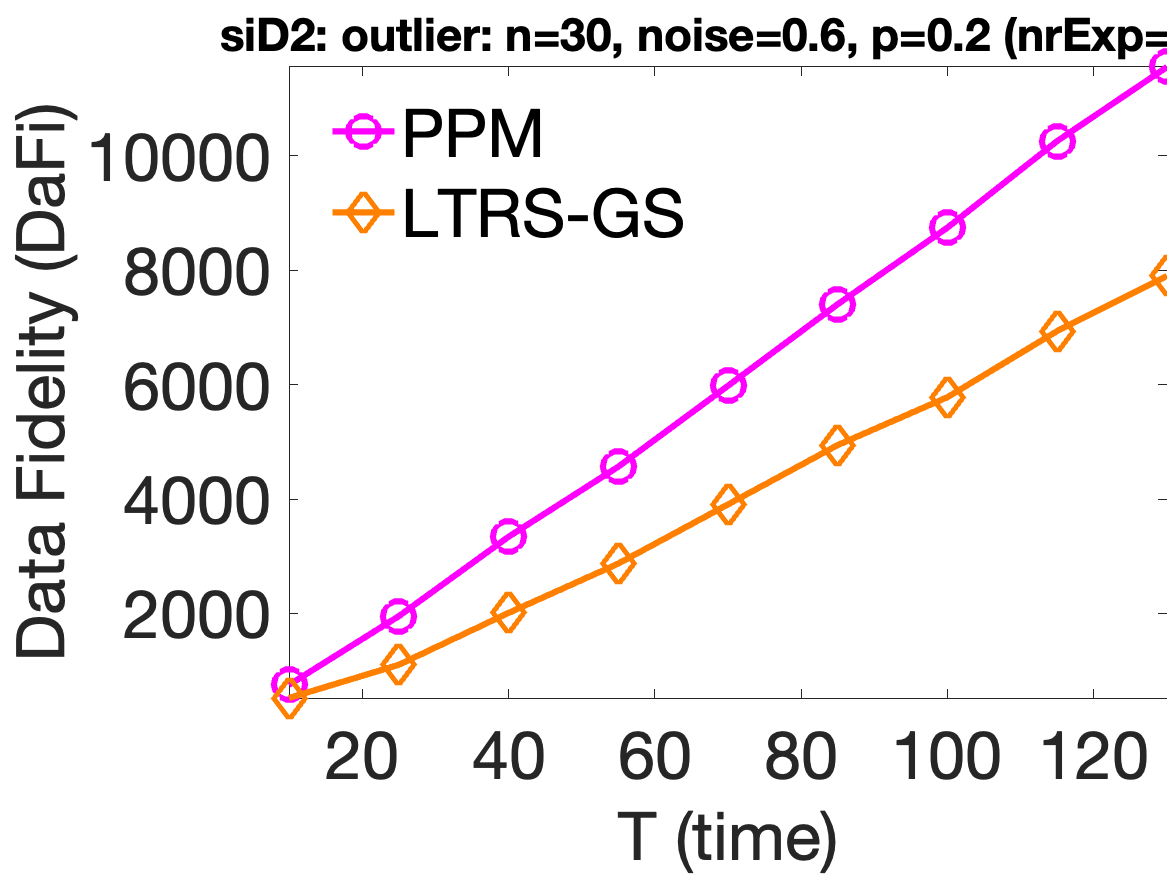 siD2: outlier: n=30, noise=0.6, p=0.2 (nrExp=
PPM
LTRS-GS
Data Fidelity (DaFi)
10000
8000
6000
4000
2000
20 40 60 80 100 120
T (time)